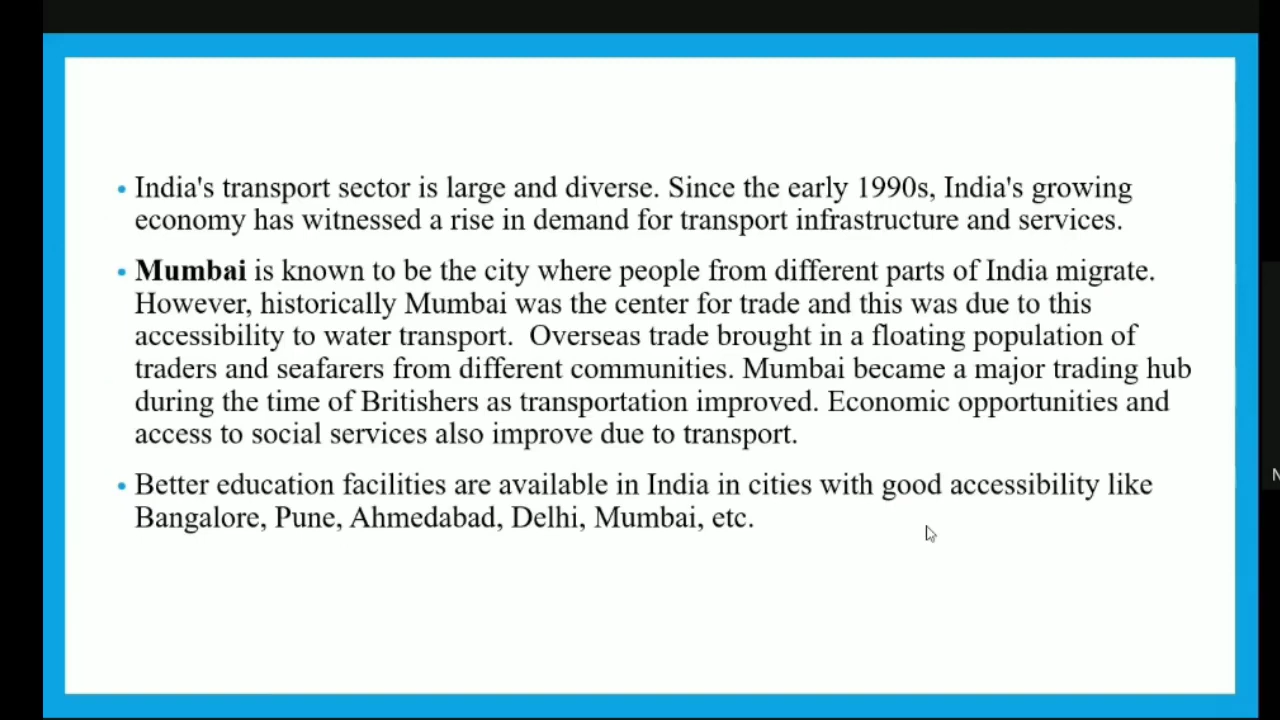 • India's transport sector is large and diverse. Since the early 1990s, India's growing
economy has witnessed a rise in demand for transport infrastructure and services.
• Mumbai is known to be the city where people from different parts of India migrate.
However, historically Mumbai was the center for trade and this was due to this
accessibility to water transport.  Overseas trade brought in a floating population of
traders and seafarers from different communities. Mumbai became a major trading hub
during the time of Britishers as transportation improved. Economic opportunities and
access to social services also improve due to transport.
• Better education facilities are available in India in cities with good accessibility like
Bangalore, Pune, Ahmedabad, Delhi, Mumbai, etc.